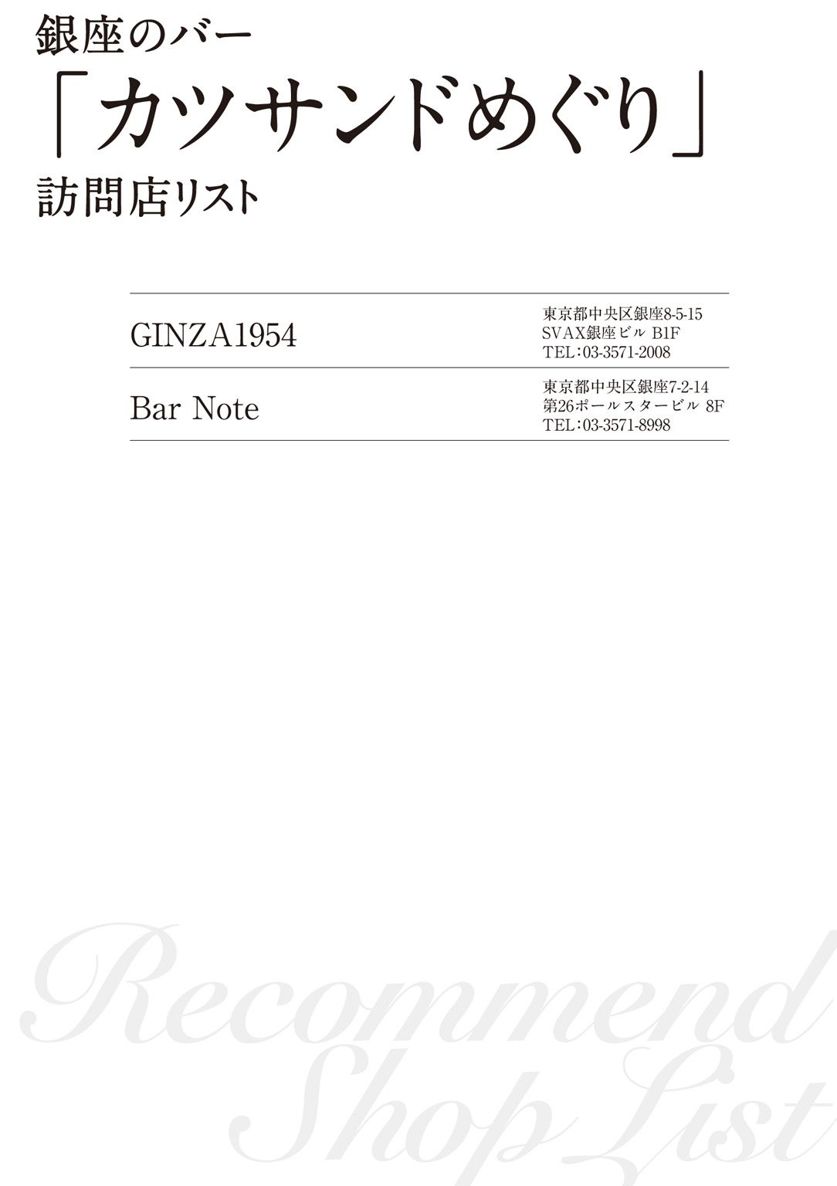 銀座のバー
「カツサンドめぐり」
訪問店リスト
GINZA1954
東京都中央区銀座8-5-15
SVAX銀座ビル B1F
TEL：03-3571-2008
Bar Note
東京都中央区銀座7-2-14
第26ポールスタービル 8F
TEL：03-3571-8998
Recommend
Shop List